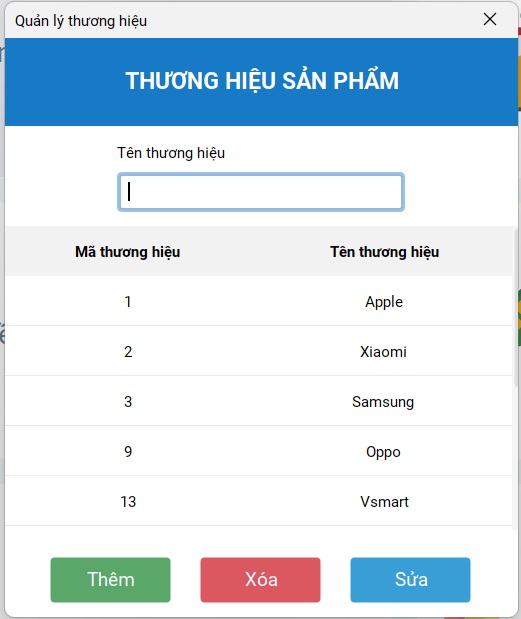 Quản lý thương hiệu
THƯƠNG HIỆU SẢN PHẨM
Tên thương hiệu
Mã thương hiệu Tên thương hiệu
1 Apple
2 Xiaomi
3 Samsung
9 Oppo
13 Vsmart
Thêm Xóa Sửa